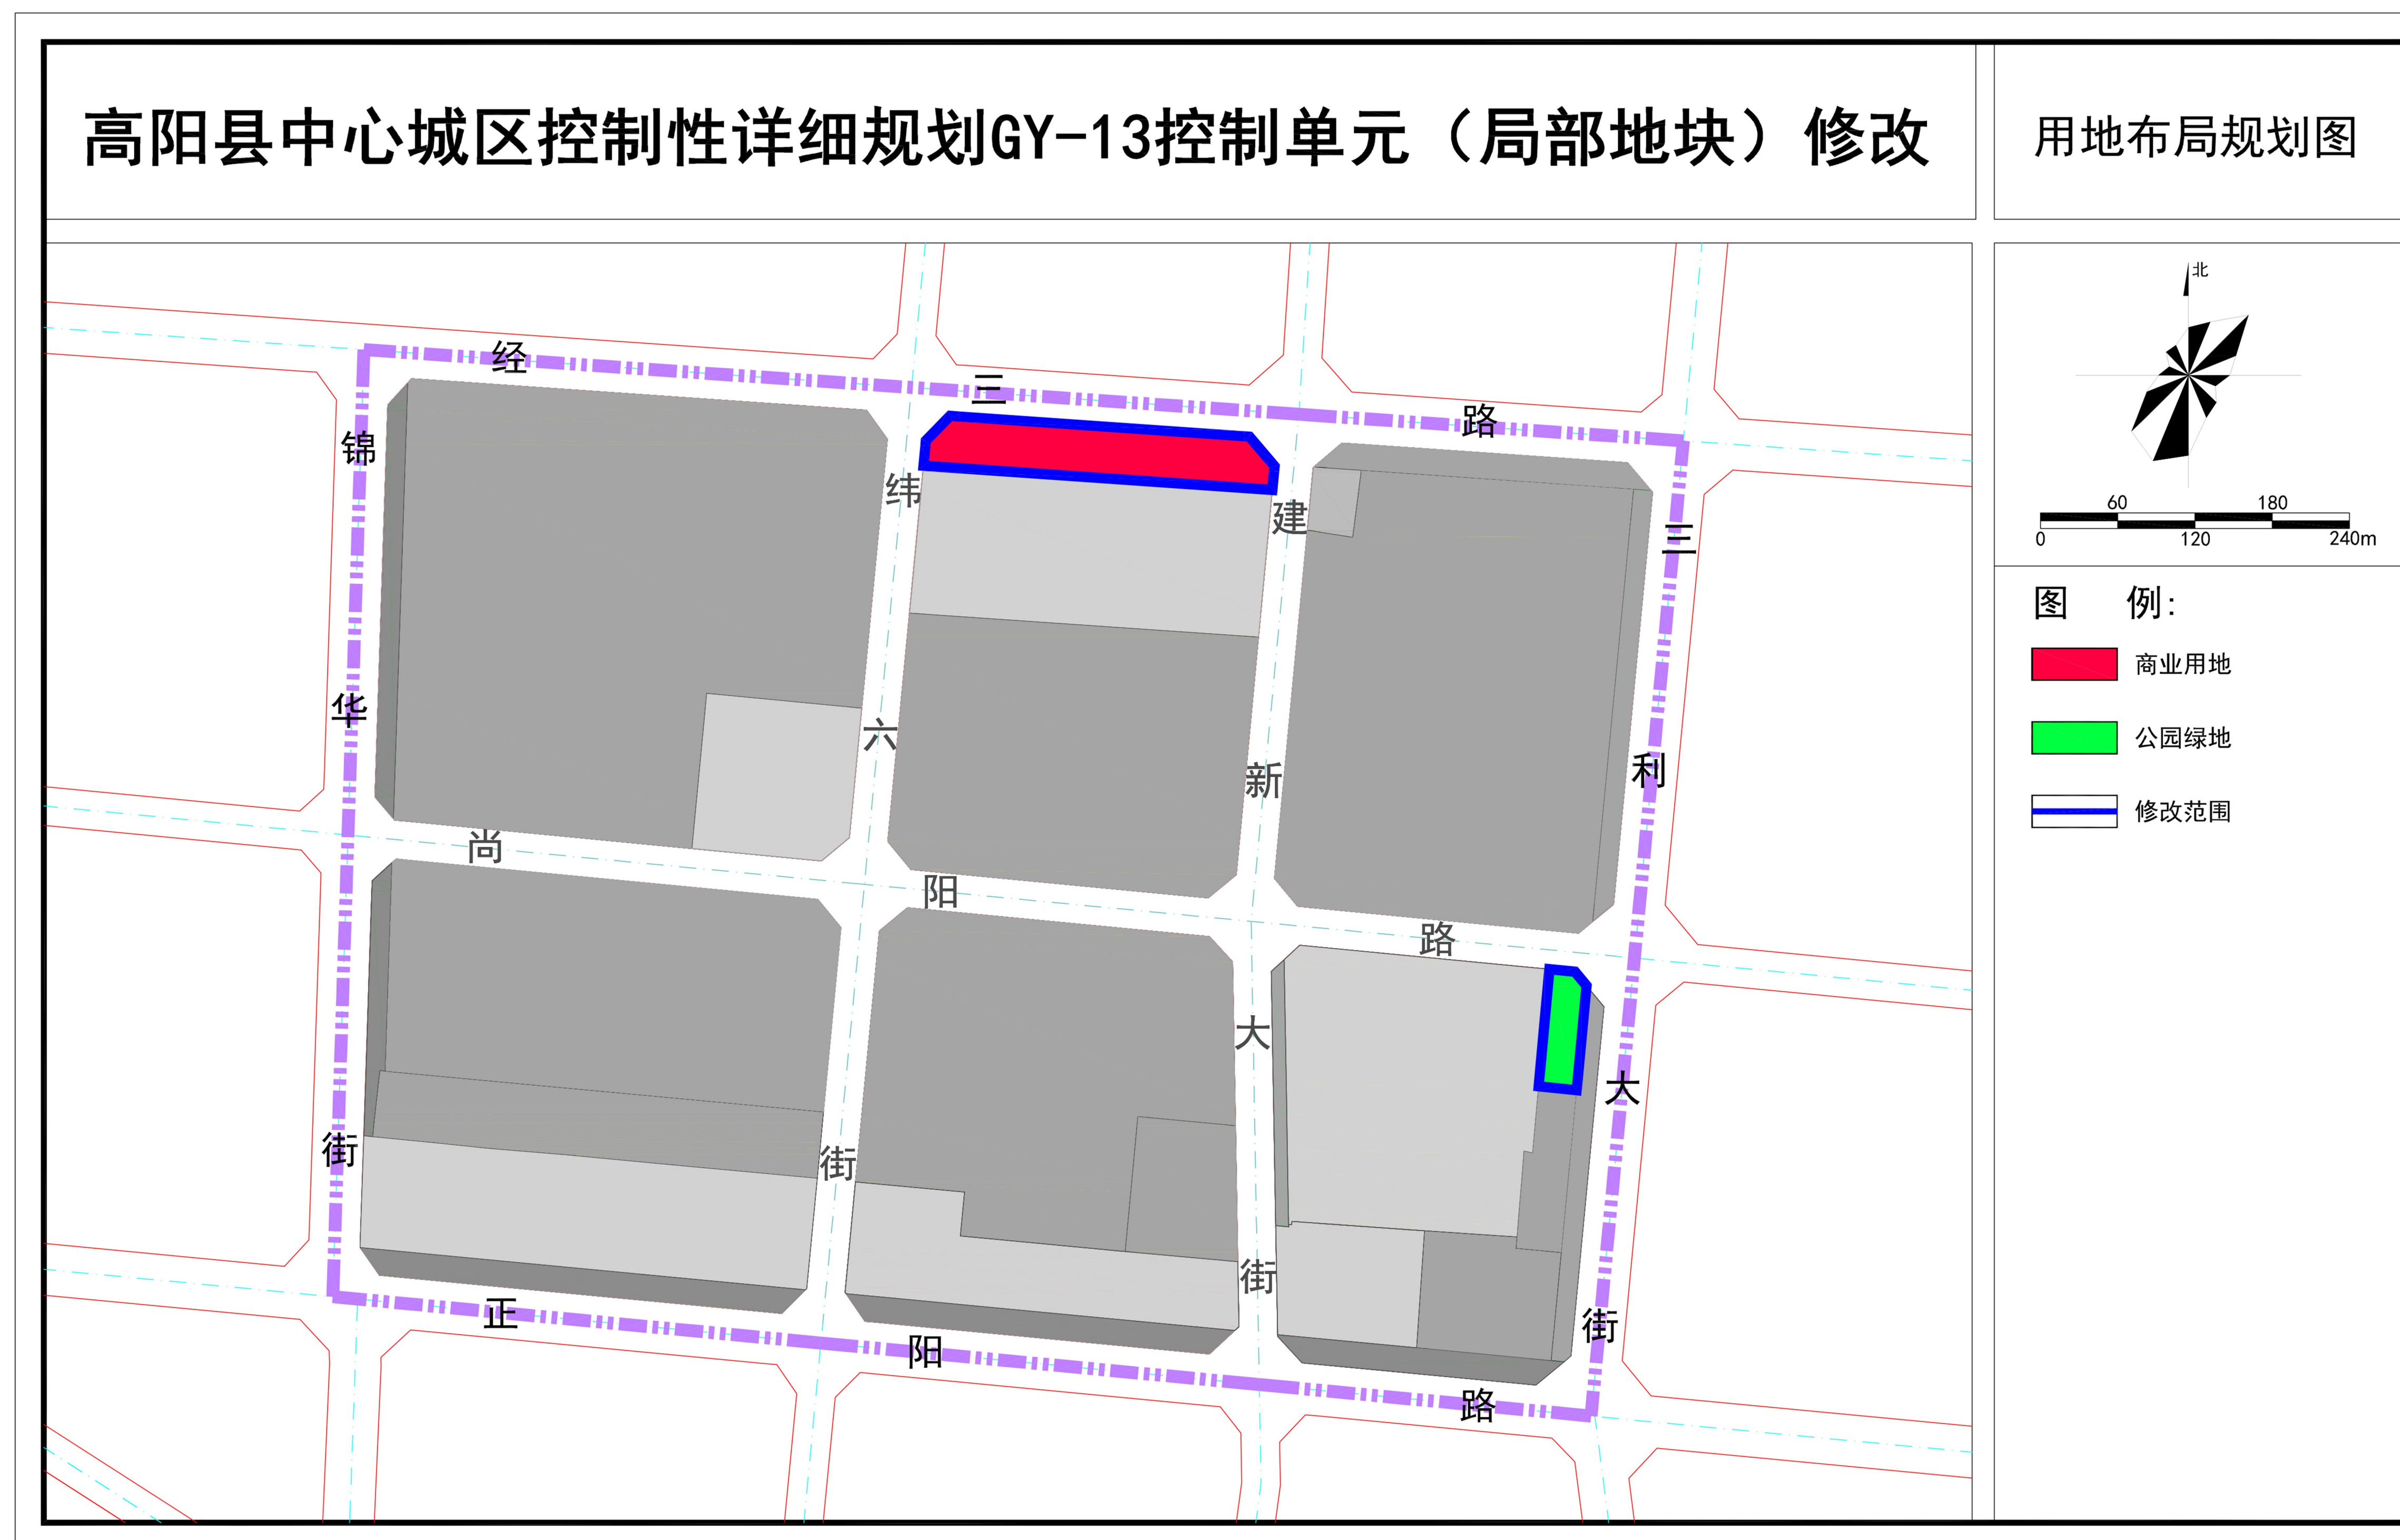 高阳县中心城区控制性详细规划GY-13控制单元（局部地块）修改
用地布局规划图
北
60 180
0 120 240m
图 例:
商业用地
公园绿地
修改范围
经三路
锦华街
纬六街
建新大街
三利大街
尚阳路
正阳路